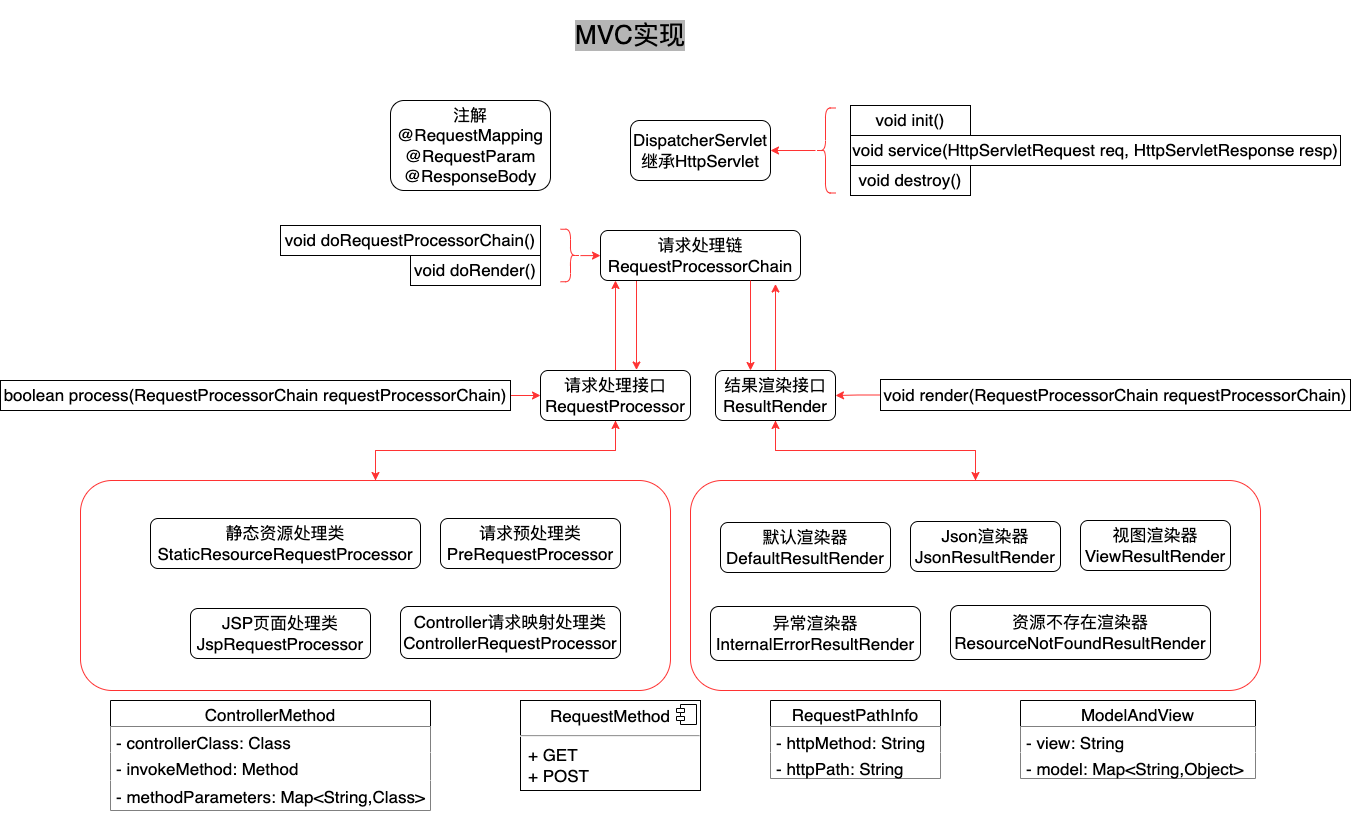 MVC实现
注解
@RequestMapping
@RequestParam
@ResponseBody
DispatcherServlet
继承HttpServlet
void init()
void service(HttpServletRequest req, HttpServletResponse resp)
void destroy()
void doRequestProcessorChain()
void doRender()
请求处理链
RequestProcessorChain
boolean process(RequestProcessorChain requestProcessorChain)
请求处理接口
RequestProcessor
结果渲染接口
ResultRender
void render(RequestProcessorChain requestProcessorChain)
静态资源处理类
StaticResourceRequestProcessor
请求预处理类
PreRequestProcessor
JSP页面处理类
JspRequestProcessor
Controller请求映射处理类
ControllerRequestProcessor
默认渲染器
DefaultResultRender
Json渲染器
JsonResultRender
视图渲染器
ViewResultRender
异常渲染器
InternalErrorResultRender
资源不存在渲染器
ResourceNotFoundResultRender
ControllerMethod
- controllerClass: Class
- invokeMethod: Method
- methodParameters: Map<String,Class>
RequestMethod
+ GET
+ POST
RequestPathInfo
- httpMethod: String
- httpPath: String
ModelAndView
- view: String
- model: Map<String,Object>